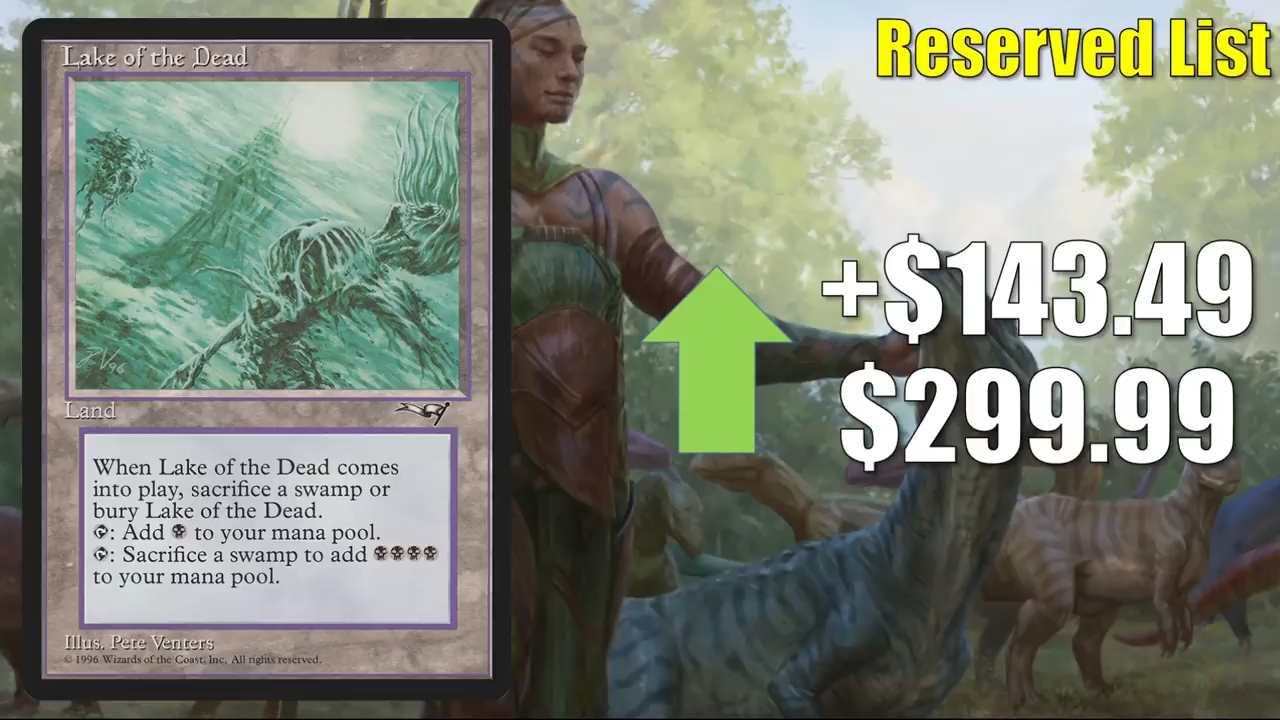 Lake of the Dead
Reserved List
PV96
+$143.49
$299.99
Land
When Lake of the Dead comes
into play, sacrifice a swamp or
bury Lake of the Dead.
: Add to your mana pool.
: Sacrifice a swamp to add
to your mana pool.
Illus. Pete Venters
© 1996 Wizards of the Coast, Inc. All rights reserved.